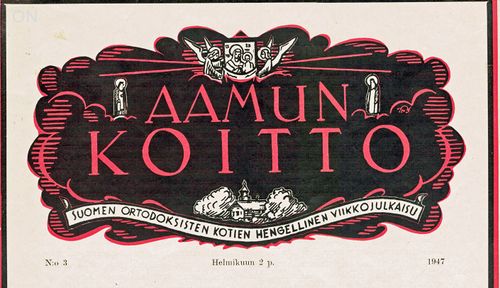 AAMUN
KOITTO
SUOMEN ORTODOKSISTEN KOTIEN HENGELLINEN VIIKKOJULKAISU
N:o 3 Helmikuun 2 p. 1947